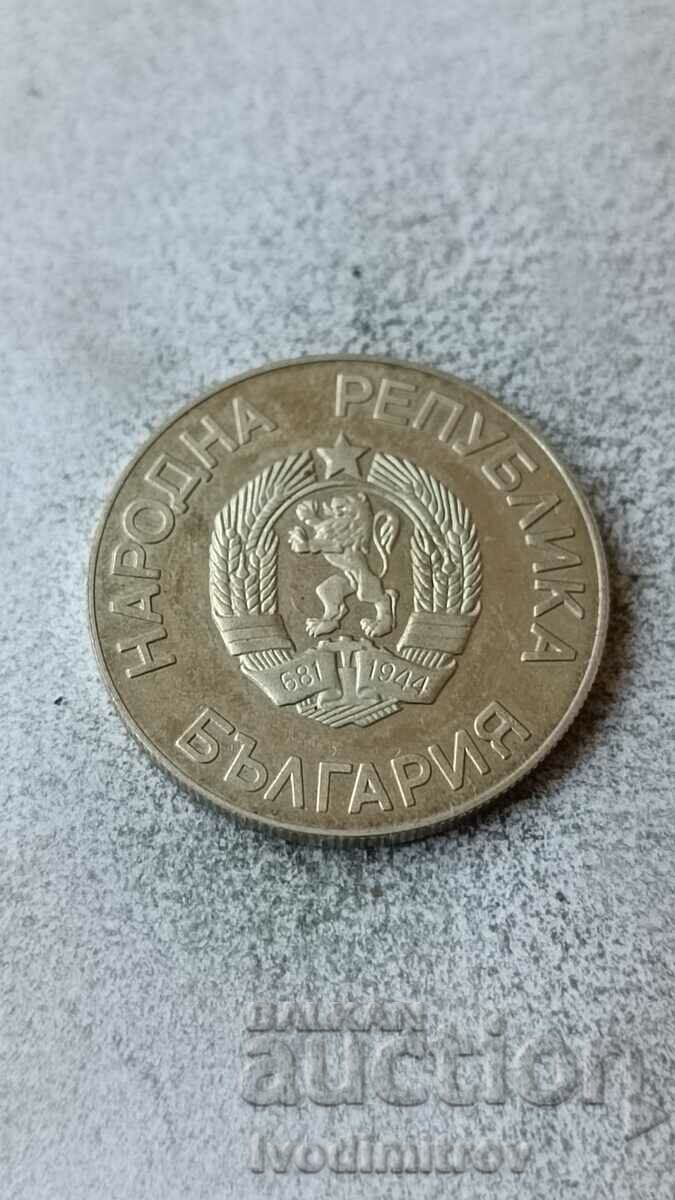 НАРОДНА РЕПУБЛИКА
681 1944
БЪЛГАРИЯ
BALKAN
auction
Ivodimitrov